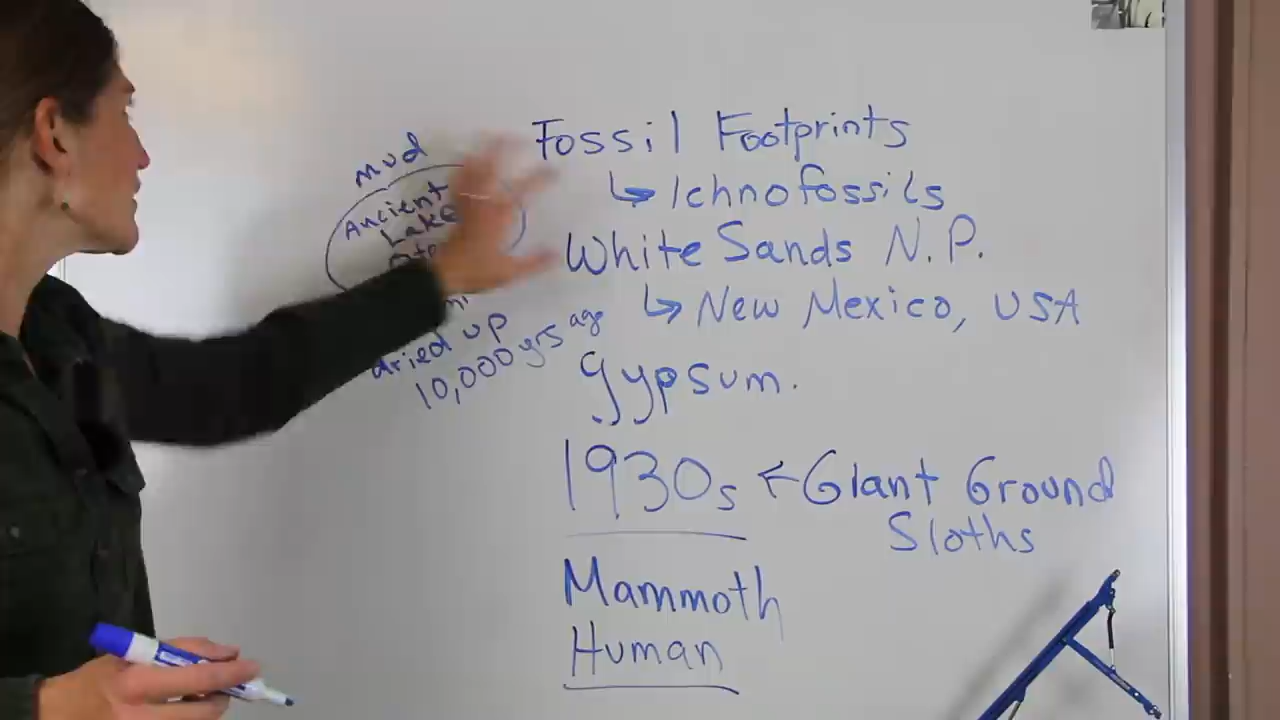 Fossil Footprints
↳ Ichnofossils
White Sands N.P.
↳ New Mexico, USA
gypsum.
1930s ← Giant Ground
Sloths
Mammoth
Human
mud
Ancient
Lake
dried up
10,000 yrs ago